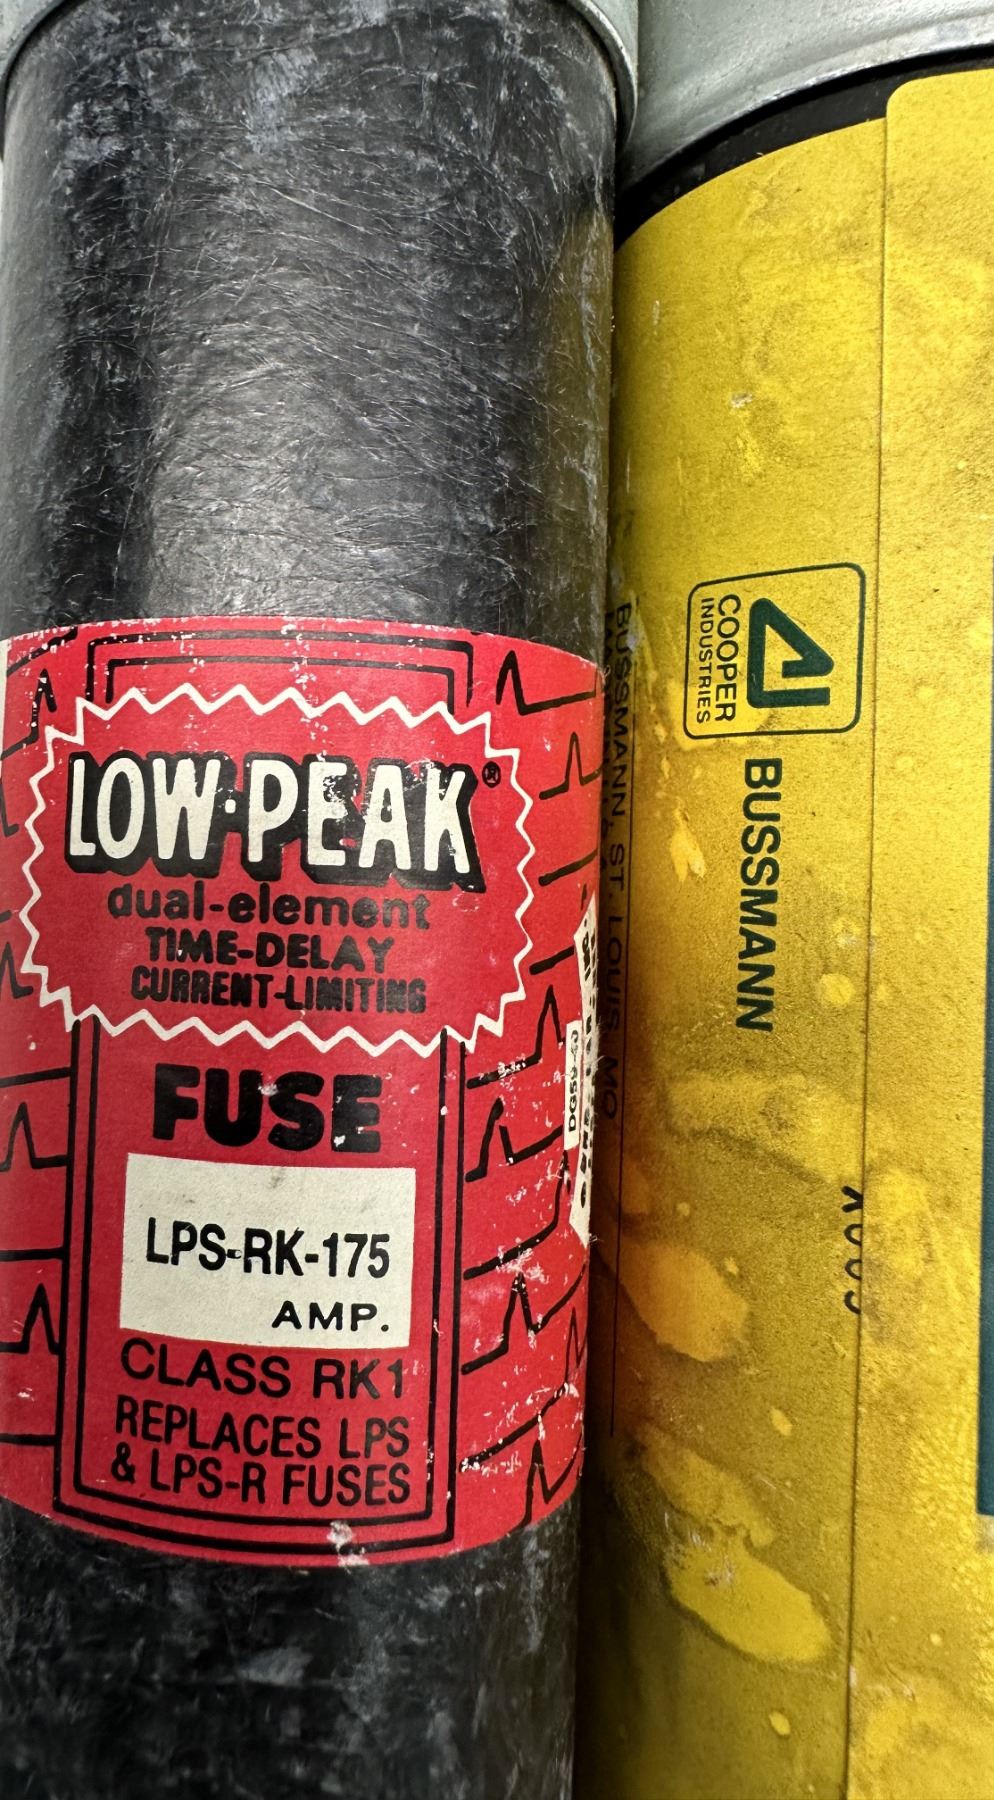 LOW-PEAK®
dual-element
TIME-DELAY
CURRENT-LIMITING
FUSE
LPS-RK-175
AMP.
CLASS RK1
REPLACES LPS
& LPS-R FUSES
BUSSMANN, ST. LOUIS, MO
COOPER
INDUSTRIES
BUSSMANN